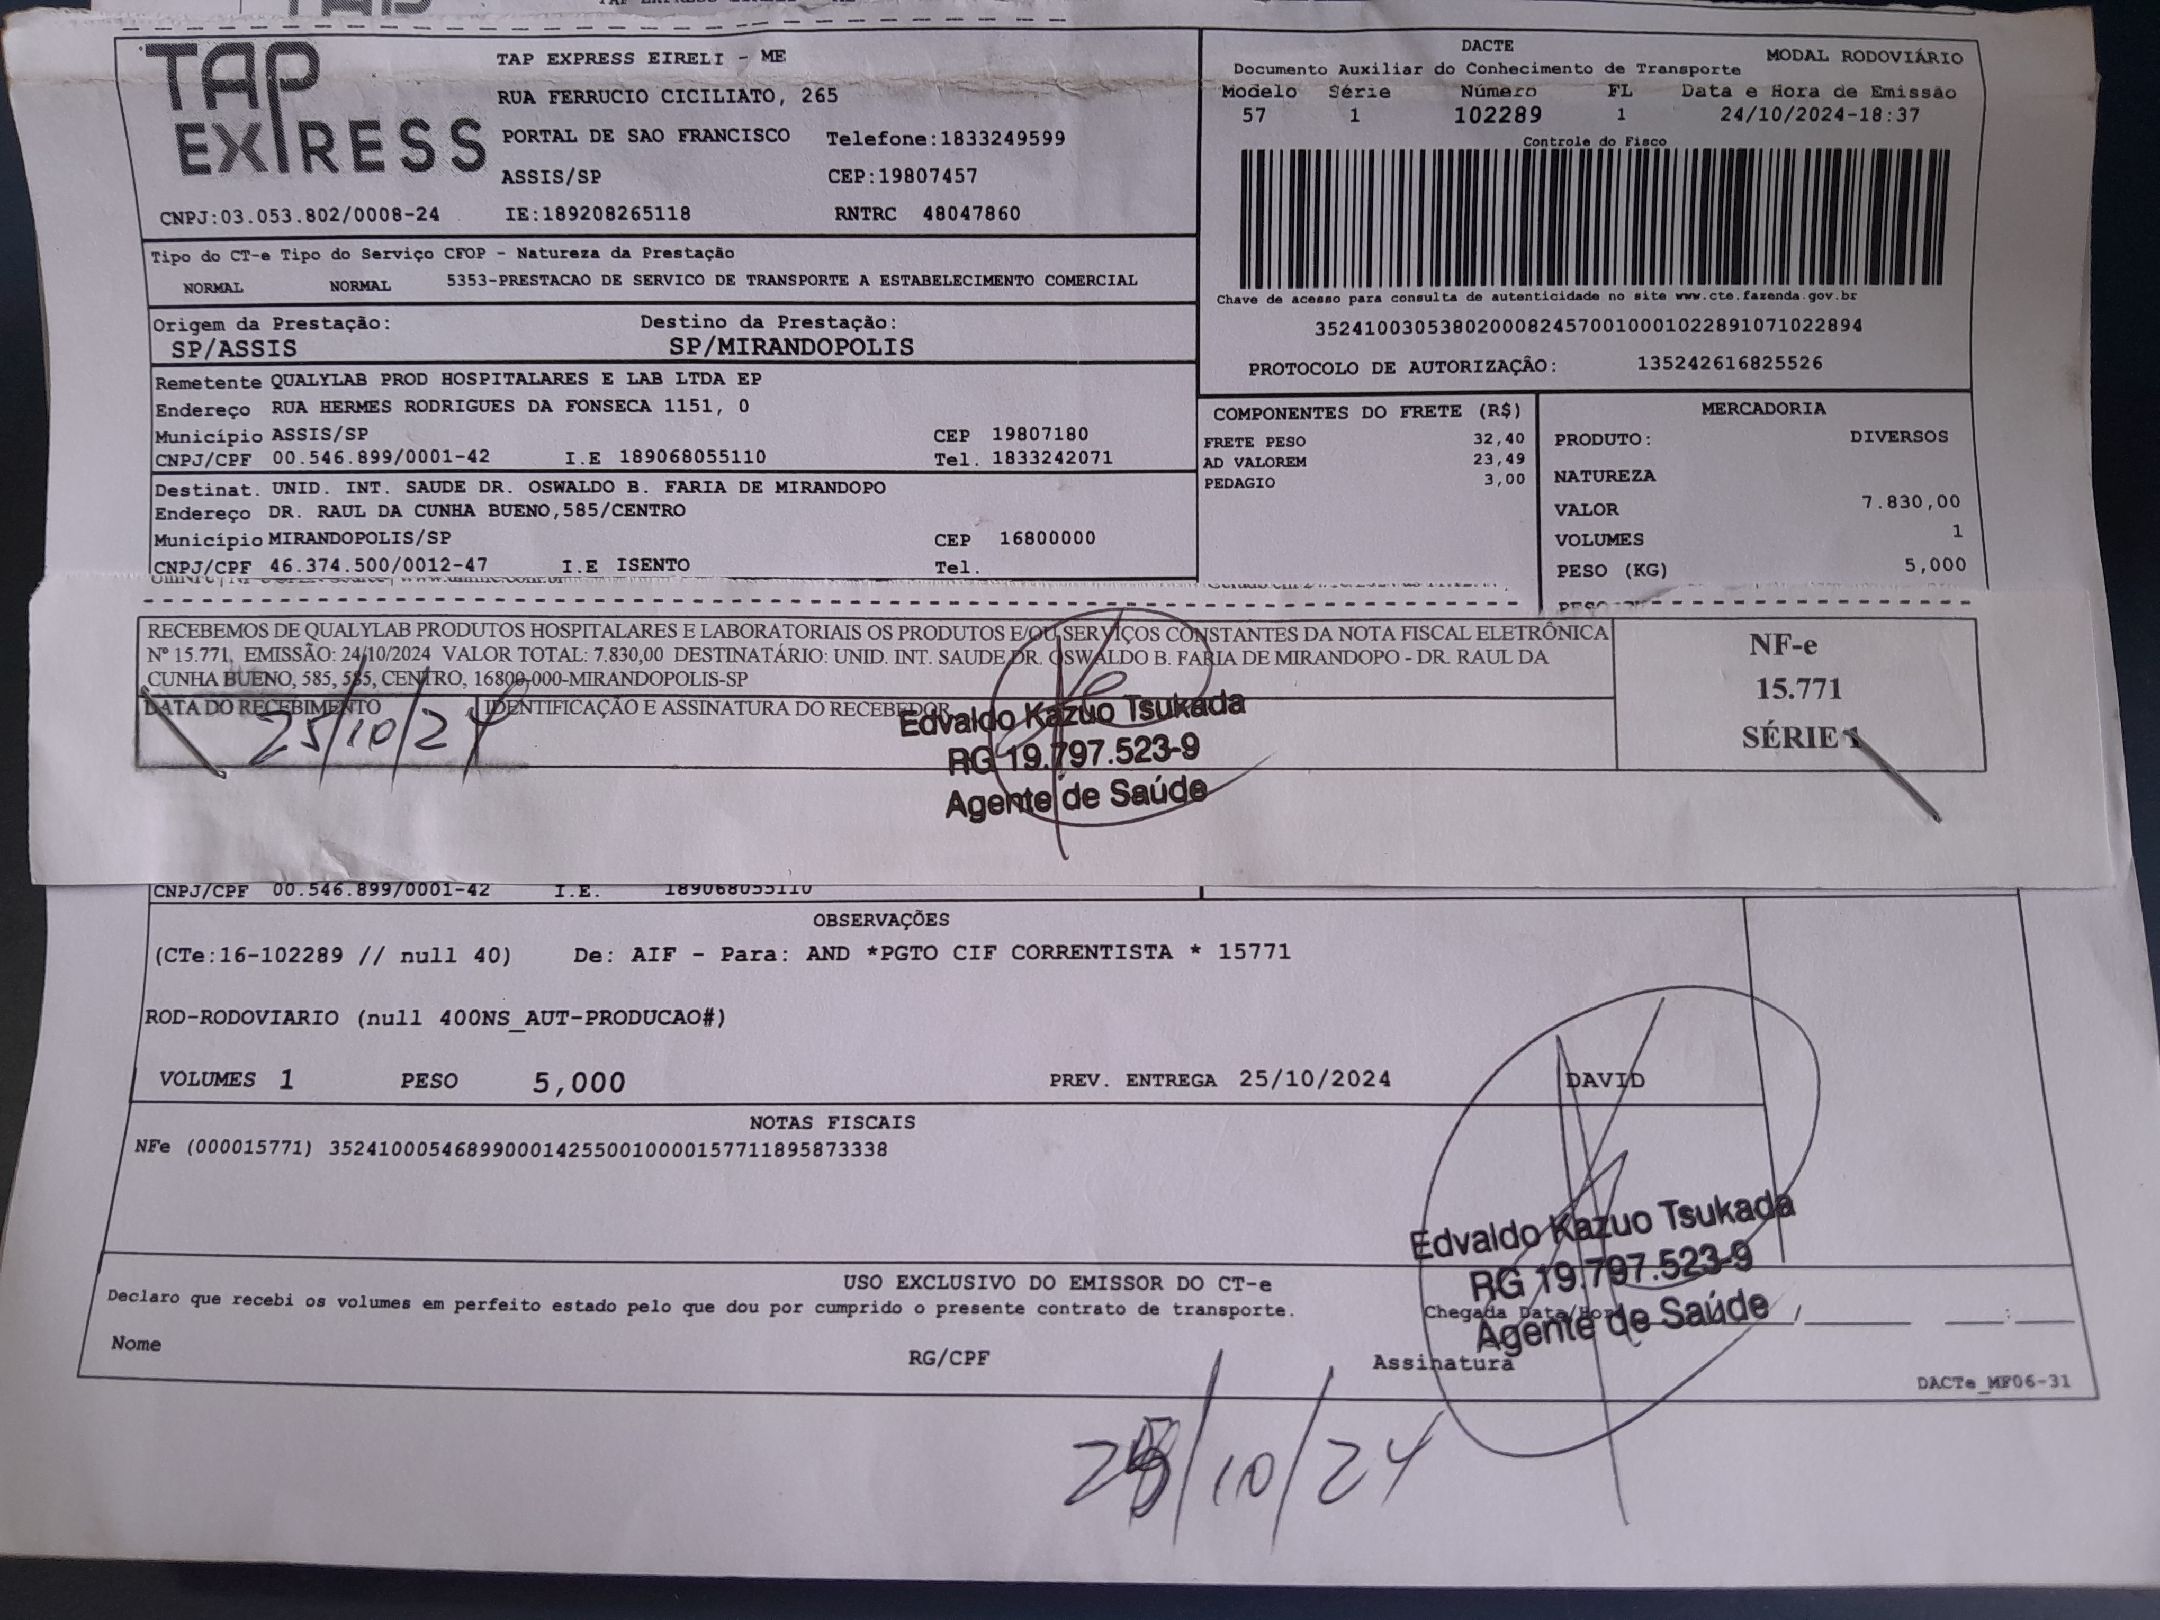 TAP EXPRESS
TAP EXPRESS EIRELI - ME
RUA FERRUCIO CICILIATO, 265
PORTAL DE SAO FRANCISCO Telefone:1833249599
ASSIS/SP CEP:19807457
CNPJ:03.053.802/0008-24 IE:189208265118 RNTRC 48047860
DACTE MODAL RODOVIÁRIO
Documento Auxiliar do Conhecimento de Transporte
Modelo Série Número FL Data e Hora de Emissão
57 1 102289 1 24/10/2024-18:37
Controle do Fisco
Chave de acesso para consulta de autenticidade no site www.cte.fazenda.gov.br
35241003053802000824570010001022891071022894
PROTOCOLO DE AUTORIZAÇÃO: 135242616825526
Tipo do CT-e Tipo do Serviço CFOP - Natureza da Prestação
NORMAL NORMAL 5353-PRESTACAO DE SERVICO DE TRANSPORTE A ESTABELECIMENTO COMERCIAL
Origem da Prestação: Destino da Prestação:
SP/ASSIS SP/MIRANDOPOLIS
Remetente QUALYLAB PROD HOSPITALARES E LAB LTDA EP
Endereço RUA HERMES RODRIGUES DA FONSECA 1151, 0
Município ASSIS/SP CEP 19807180
CNPJ/CPF 00.546.899/0001-42 I.E 189068055110 Tel. 1833242071
Destinat. UNID. INT. SAUDE DR. OSWALDO B. FARIA DE MIRANDOPO
Endereço DR. RAUL DA CUNHA BUENO,585/CENTRO
Município MIRANDOPOLIS/SP CEP 16800000
CNPJ/CPF 46.374.500/0012-47 I.E ISENTO Tel.
COMPONENTES DO FRETE (R$)
FRETE PESO 32,40
AD VALOREM 23,49
PEDAGIO 3,00
MERCADORIA
PRODUTO: DIVERSOS
NATUREZA
VALOR 7.830,00
VOLUMES 1
PESO (KG) 5,000
RECEBEMOS DE QUALYLAB PRODUTOS HOSPITALARES E LABORATORIAIS OS PRODUTOS E/OU SERVIÇOS CONSTANTES DA NOTA FISCAL ELETRÔNICA
Nº 15.771, EMISSÃO: 24/10/2024 VALOR TOTAL: 7.830,00 DESTINATÁRIO: UNID. INT. SAUDE DR. OSWALDO B. FARIA DE MIRANDOPO - DR. RAUL DA
CUNHA BUENO, 585, 585, CENTRO, 16800-000-MIRANDOPOLIS-SP
DATA DO RECEBIMENTO IDENTIFICAÇÃO E ASSINATURA DO RECEBEDOR
25/10/24
Edvaldo Kazuo Tsukada
RG 19.797.523-9
Agente de Saúde
NF-e
15.771
SÉRIE 1
CNPJ/CPF 00.546.899/0001-42 I.E. 189068055110
OBSERVAÇÕES
(CTe:16-102289 // null 40) De: AIF - Para: AND *PGTO CIF CORRENTISTA * 15771
ROD-RODOVIARIO (null 400NS_AUT-PRODUCAO#)
VOLUMES 1 PESO 5,000 PREV. ENTREGA 25/10/2024 DAVID
NOTAS FISCAIS
NFe (000015771) 35241000546899000142550010000157711895873338
Edvaldo Kazuo Tsukada
RG 19.797.523-9
Agente de Saúde
USO EXCLUSIVO DO EMISSOR DO CT-e
Declaro que recebi os volumes em perfeito estado pelo que dou por cumprido o presente contrato de transporte. Chegada Data/Hora
Nome RG/CPF Assinatura
DACTe_MF06-31
25/10/24